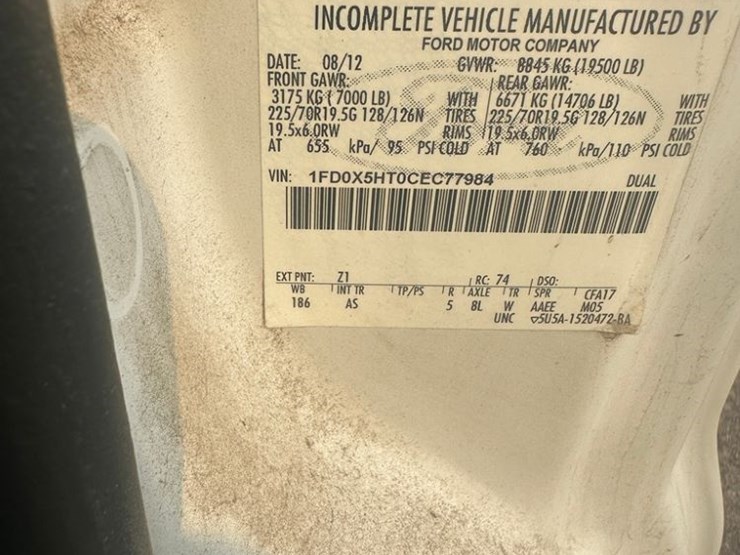 INCOMPLETE VEHICLE MANUFACTURED BY
FORD MOTOR COMPANY
DATE: 08/12 GVWR: 8845 KG (19500 LB)
FRONT GAWR: REAR GAWR:
3175 KG ( 7000 LB) WITH 6671 KG (14706 LB) WITH
225/70R19.5G 128/126N TIRES 225/70R19.5G 128/126N TIRES
19.5x6.0RW RIMS 19.5x6.0RW RIMS
AT 655 kPa/ 95 PSI COLD AT 760 kPa/110 PSI COLD
VIN: 1FD0X5HT0CEC77984 DUAL
EXT PNT: Z1 RC: 74 DSO:
WB INT TR TP/PS R AXLE TR SPR CFA17
186 AS 5 8L W AAEE M05
UNC 5U5A-1520472-BA